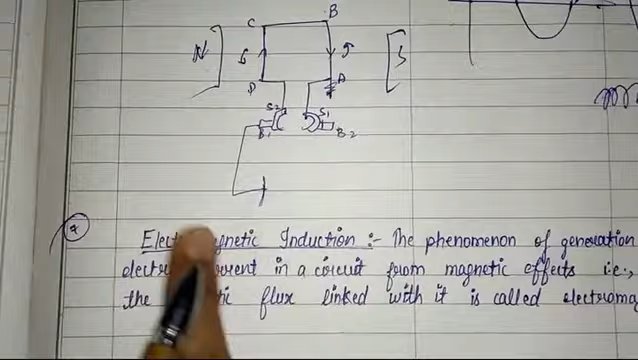 C B
N S
D A
S2 S1
B1 B2
Electromagnetic Induction :- The phenomenon of generation
electric current in a circuit from magnetic effects i.e.,
the flux linked with it is called electroma